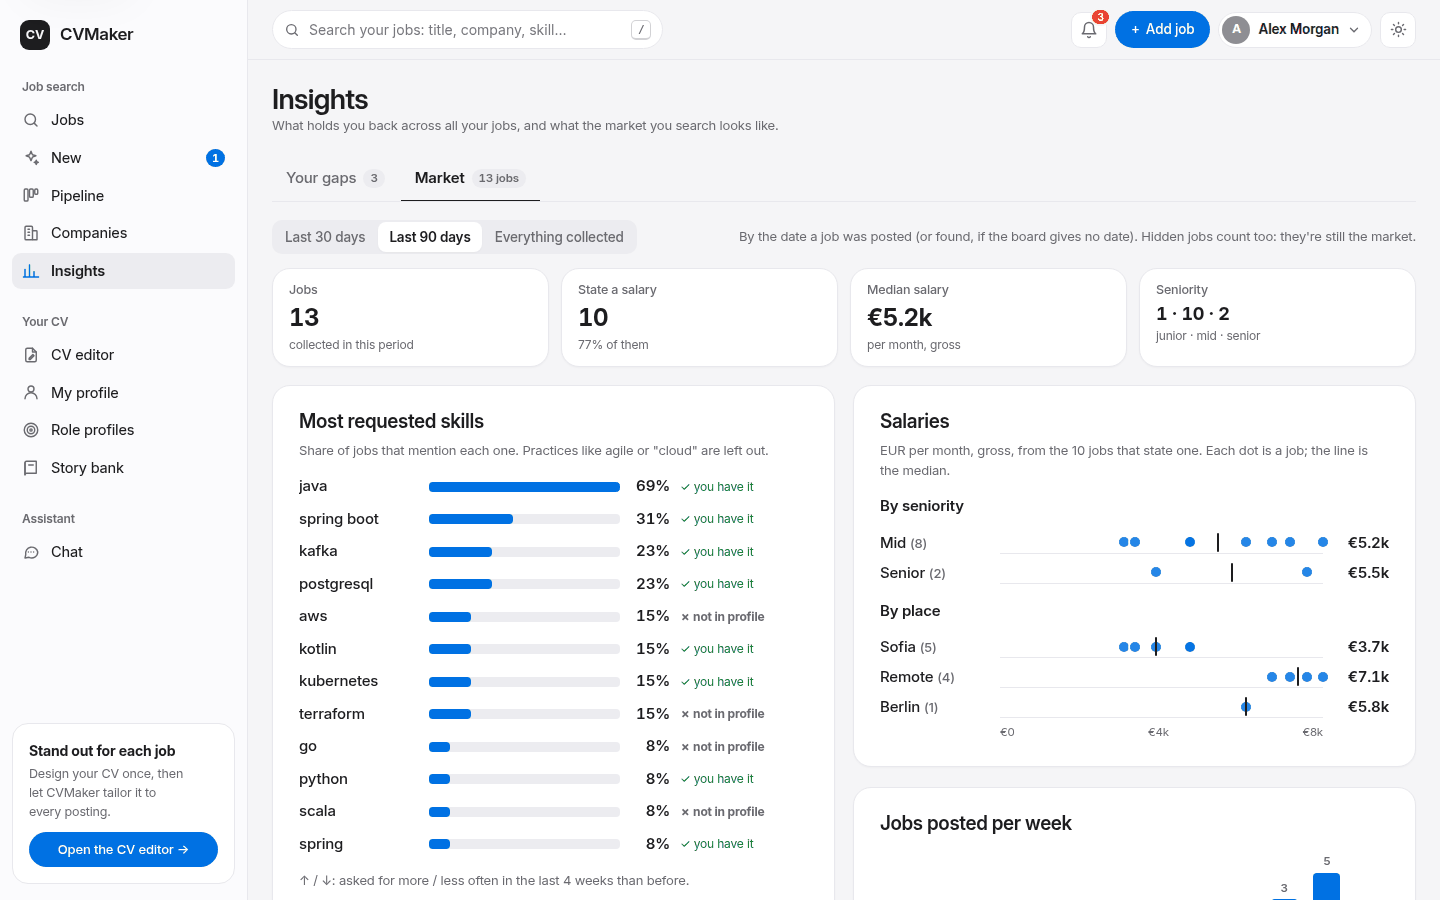 CV CVMaker
Search your jobs: title, company, skill...
/
3
+ Add job
A Alex Morgan
Job search
Jobs
New 1
Pipeline
Companies
Insights
Your CV
CV editor
My profile
Role profiles
Story bank
Assistant
Chat
Stand out for each job
Design your CV once, then
let CVMaker tailor it to
every posting.
Open the CV editor →
Insights
What holds you back across all your jobs, and what the market you search looks like.
Your gaps 3
Market 13 jobs
Last 30 days Last 90 days Everything collected
By the date a job was posted (or found, if the board gives no date). Hidden jobs count too: they're still the market.
Jobs
13
collected in this period
State a salary
10
77% of them
Median salary
€5.2k
per month, gross
Seniority
1 · 10 · 2
junior · mid · senior
Most requested skills
Share of jobs that mention each one. Practices like agile or "cloud" are left out.
java 69% ✓ you have it
spring boot 31% ✓ you have it
kafka 23% ✓ you have it
postgresql 23% ✓ you have it
aws 15% × not in profile
kotlin 15% ✓ you have it
kubernetes 15% ✓ you have it
terraform 15% × not in profile
go 8% × not in profile
python 8% ✓ you have it
scala 8% × not in profile
spring 8% ✓ you have it
↑ / ↓: asked for more / less often in the last 4 weeks than before.
Salaries
EUR per month, gross, from the 10 jobs that state one. Each dot is a job; the line is
the median.
By seniority
Mid (8) €5.2k
Senior (2) €5.5k
By place
Sofia (5) €3.7k
Remote (4) €7.1k
Berlin (1) €5.8k
€0 €4k €8k
Jobs posted per week
5
3